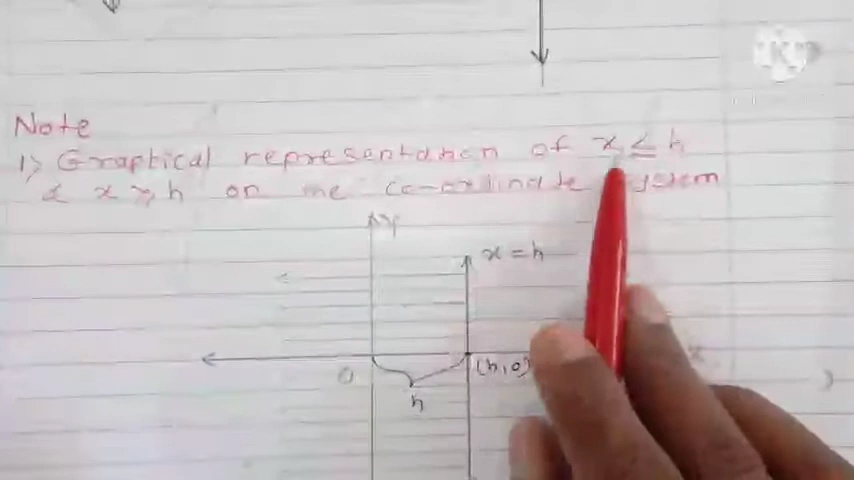 Note
1) Graphical representation of x ≤ h
& x ≥ h on the co-ordinate system
y
x = h
x
0
(h, 0)
h